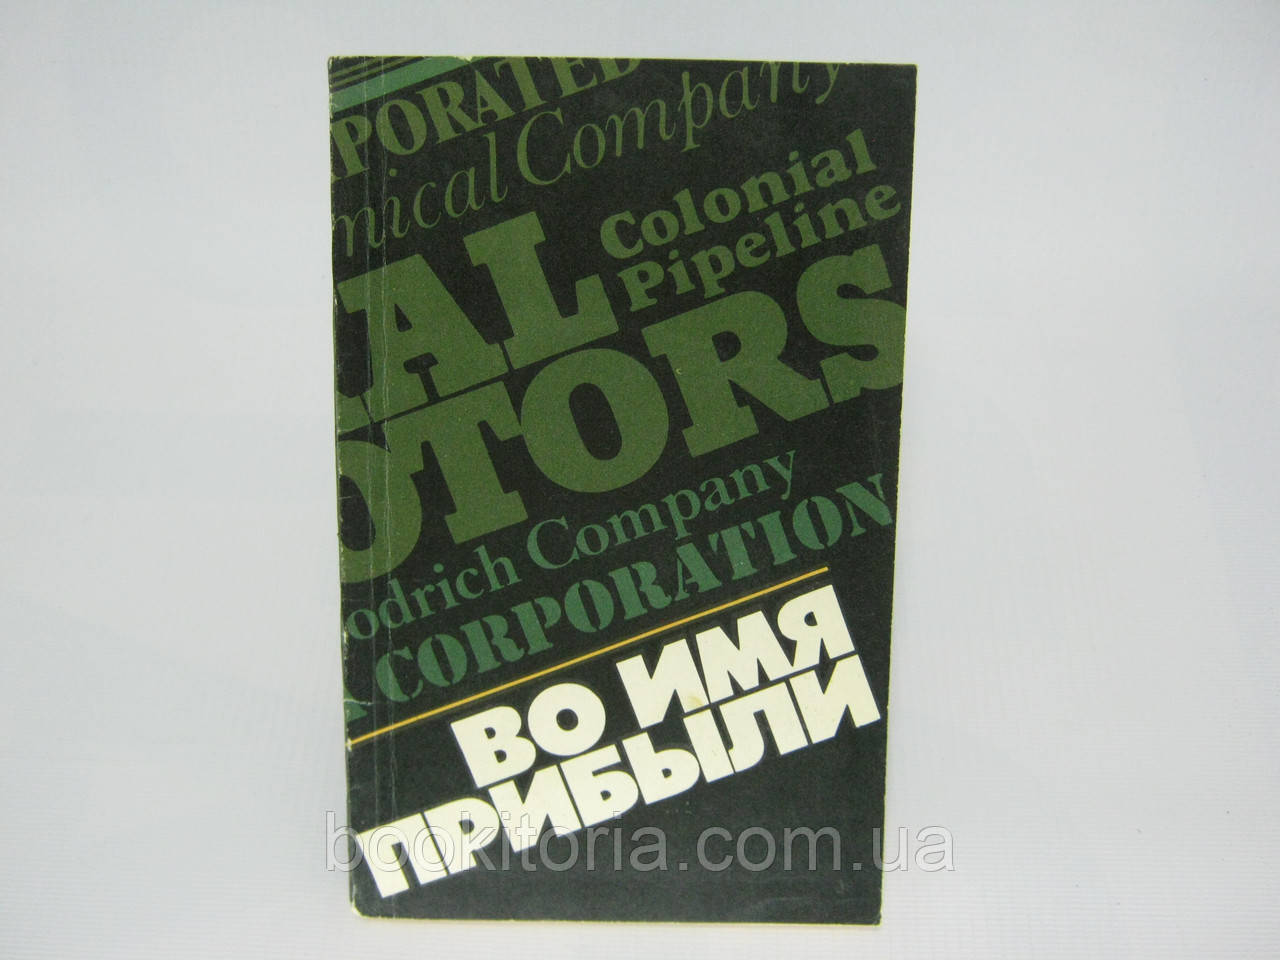 PORATED
mical Company
Colonial
Pipeline
AL
OTORS
odrich Company
CORPORATION
ВО ИМЯ
ПРИБЫЛИ
bookitoria.com.ua